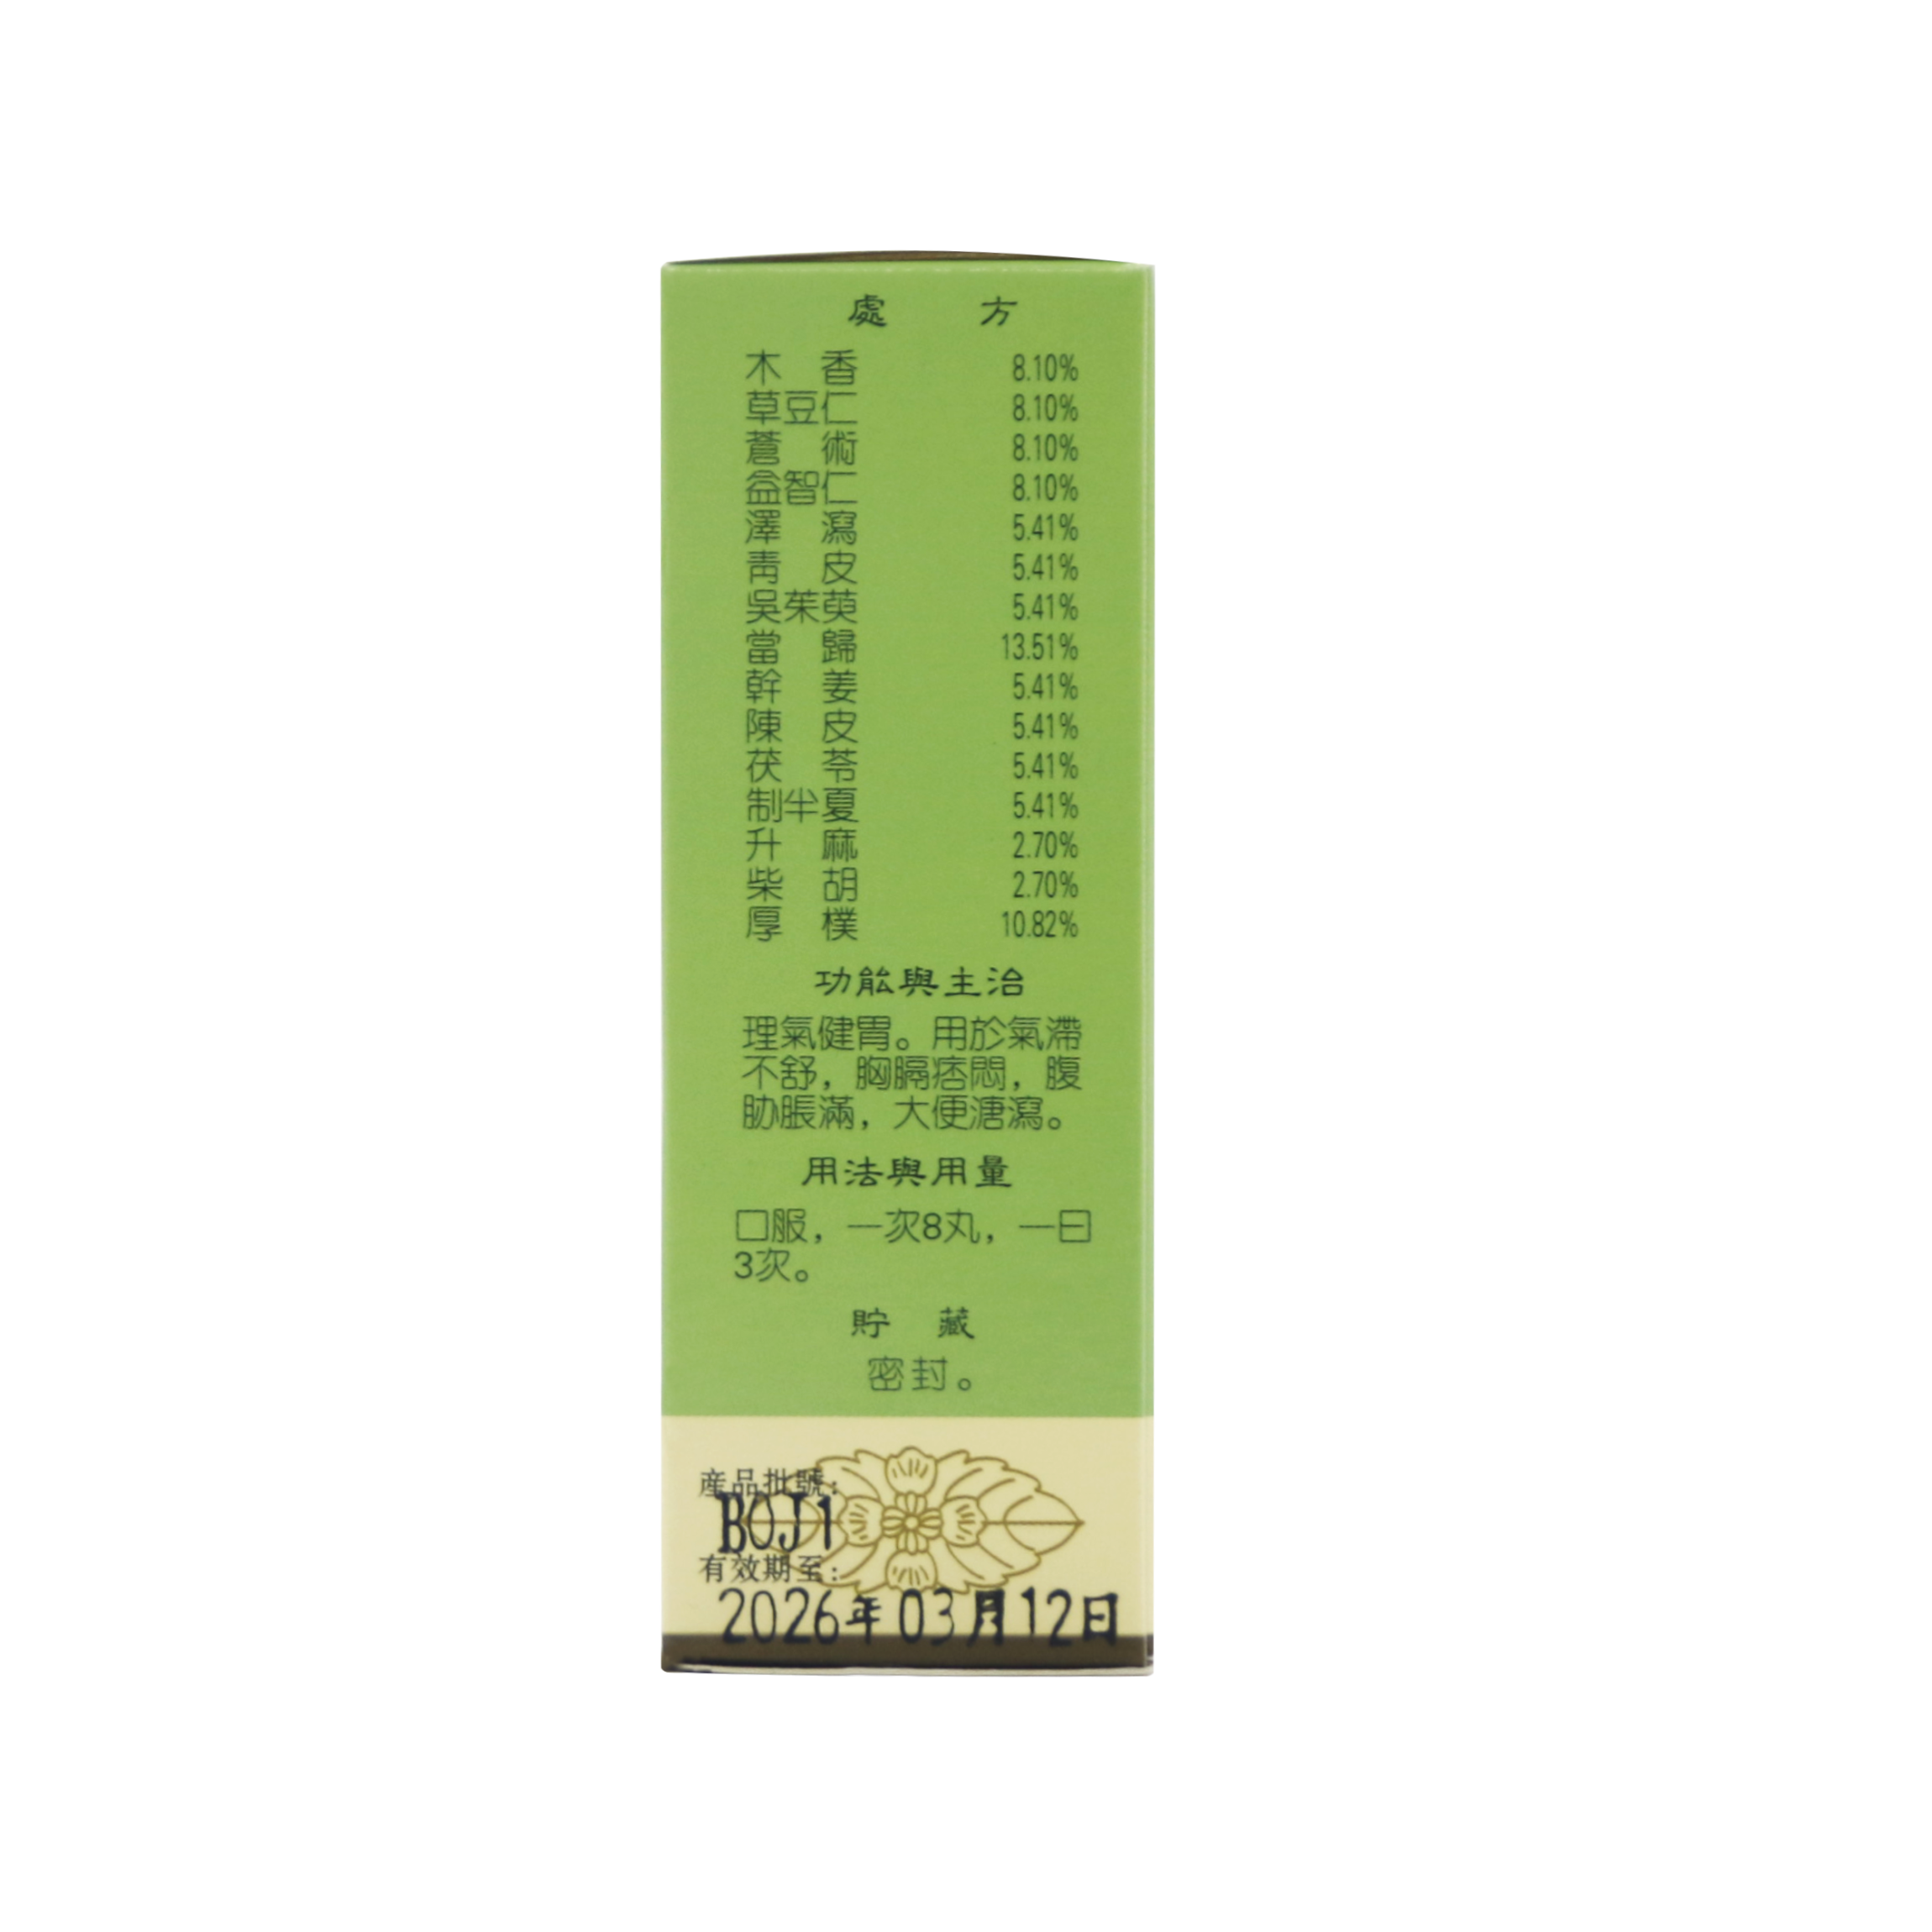 處 方
木 香 8.10%
草豆仁 8.10%
蒼 術 8.10%
益智仁 8.10%
澤 瀉 5.41%
青 皮 5.41%
吳茱萸 5.41%
當 歸 13.51%
幹 姜 5.41%
陳 皮 5.41%
茯 苓 5.41%
制半夏 5.41%
升 麻 2.70%
柴 胡 2.70%
厚 樸 10.82%
功能與主治
理氣健胃。用於氣滯
不舒，胸膈痞悶，腹
胁脹滿，大便溏瀉。
用法與用量
口服，一次8丸，一日
3次。
貯 藏
密封。
産品批號：
B0J1
有效期至：
2026年03月12日